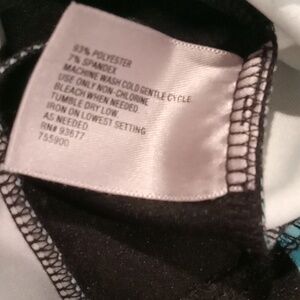 93% POLYESTER
7% SPANDEX
MACHINE WASH COLD GENTLE CYCLE
USE ONLY NON-CHLORINE
BLEACH WHEN NEEDED
TUMBLE DRY LOW
IRON ON LOWEST SETTING
AS NEEDED
RN# 93677
755900